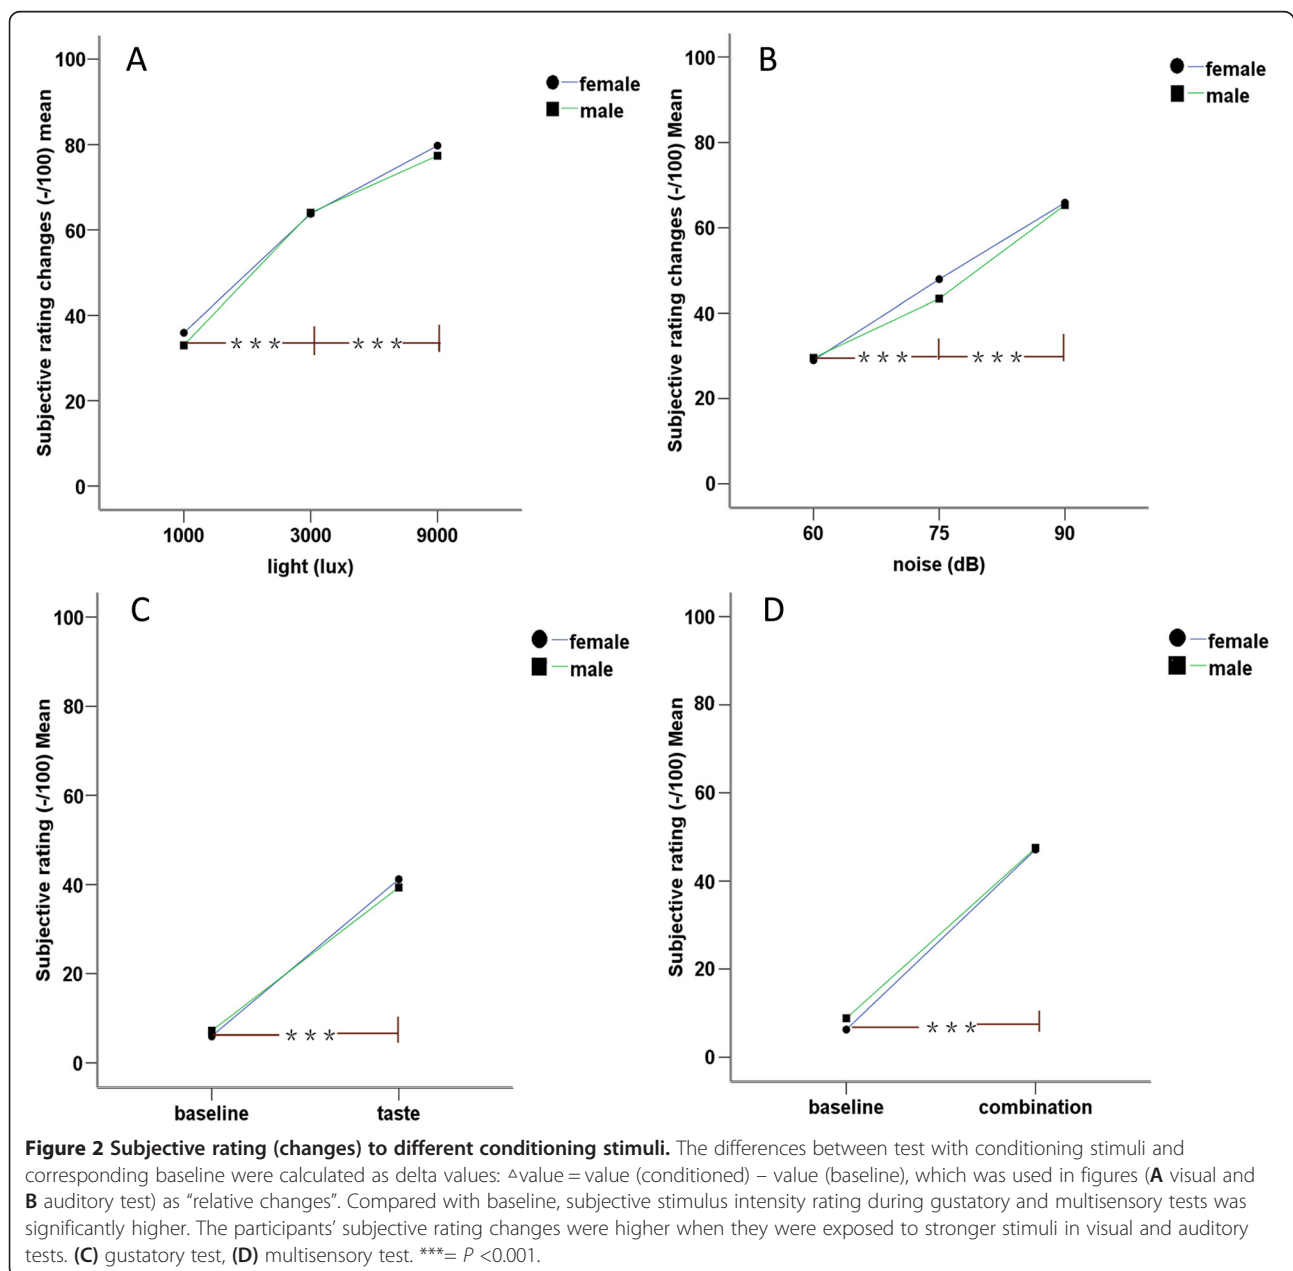 A
Subjective rating changes (-/100) mean
100
80
60
40
20
0
female
male
***
***
1000
3000
9000
light (lux)
B
Subjective rating changes (-/100) Mean
100
80
60
40
20
0
female
male
***
***
60
75
90
noise (dB)
C
Subjective rating (-/100) Mean
100
80
60
40
20
0
female
male
***
baseline
taste
D
Subjective rating (-/100) Mean
100
80
60
40
20
0
female
male
***
baseline
combination
Figure 2 Subjective rating (changes) to different conditioning stimuli. The differences between test with conditioning stimuli and
corresponding baseline were calculated as delta values: △value = value (conditioned) – value (baseline), which was used in figures (A visual and
B auditory test) as “relative changes”. Compared with baseline, subjective stimulus intensity rating during gustatory and multisensory tests was
significantly higher. The participants’ subjective rating changes were higher when they were exposed to stronger stimuli in visual and auditory
tests. (C) gustatory test, (D) multisensory test. ***= P <0.001.